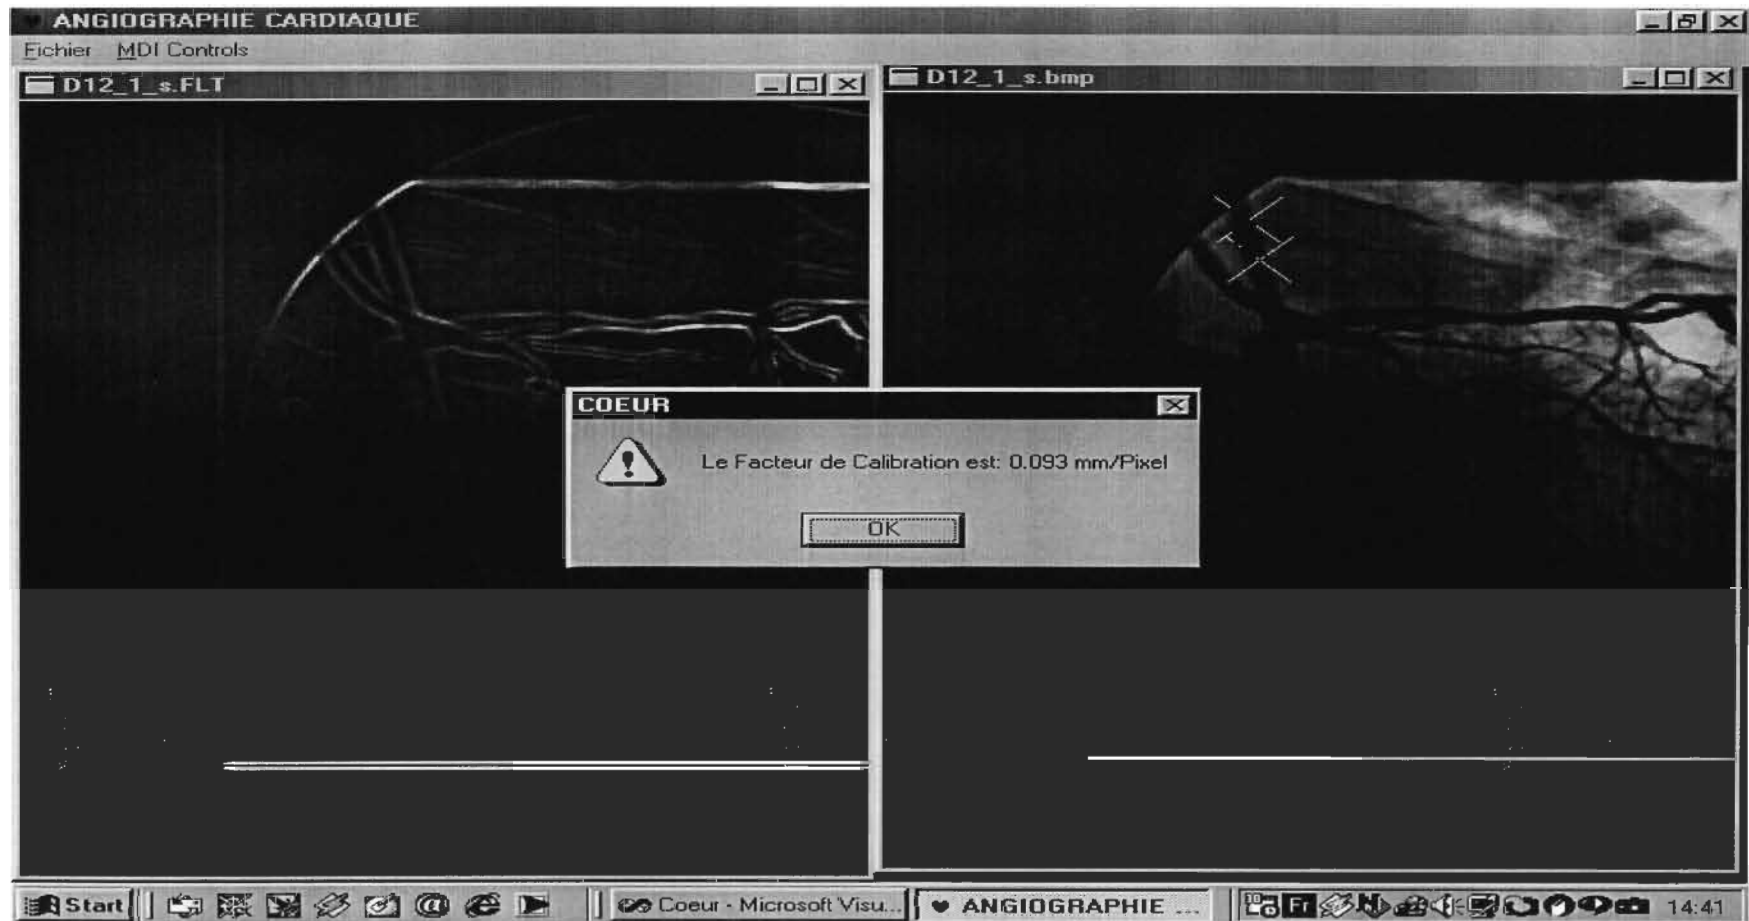 ANGIOGRAPHIE CARDIAQUE
Fichier MDI Controls
D12_1_s.FLT
D12_1_s.bmp
COEUR
Le Facteur de Calibration est: 0.093 mm/Pixel
OK
Start
Coeur - Microsoft Visu...
ANGIOGRAPHIE ...
Fr
14:41